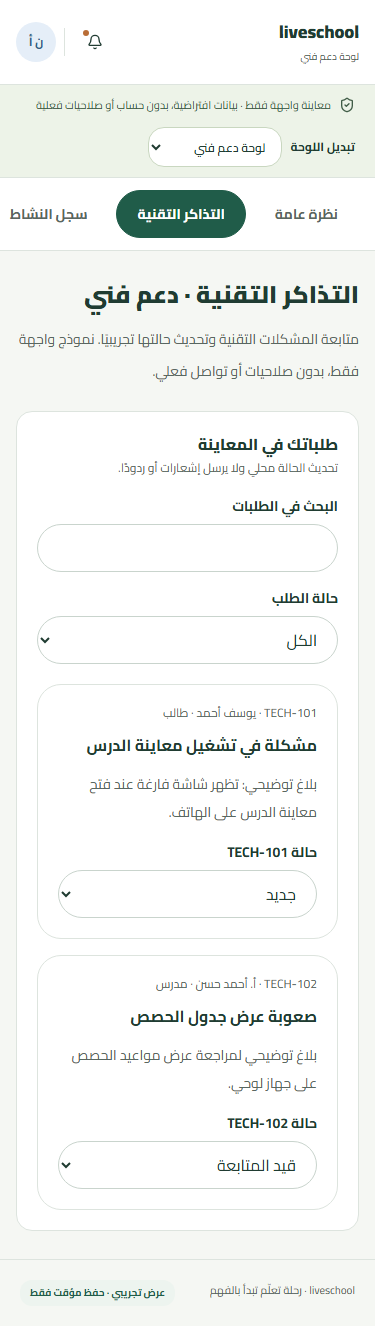 liveschool
لوحة دعم فني
ن أ
معاينة واجهة فقط · بيانات افتراضية، بدون حساب أو صلاحيات فعلية
تبديل اللوحة
لوحة دعم فني
نظرة عامة
التذاكر التقنية
سجل النشاط
التذاكر التقنية · دعم فني
متابعة المشكلات التقنية وتحديث حالتها تجريبيًا. نموذج واجهة
فقط، بدون صلاحيات أو تواصل فعلي.
طلباتك في المعاينة
تحديث الحالة محلي ولا يرسل إشعارات أو ردودًا.
البحث في الطلبات
حالة الطلب
الكل
TECH-101 · يوسف أحمد · طالب
مشكلة في تشغيل معاينة الدرس
بلاغ توضيحي: تظهر شاشة فارغة عند فتح
معاينة الدرس على الهاتف.
حالة TECH-101
جديد
TECH-102 · أ. أحمد حسن · مدرس
صعوبة عرض جدول الحصص
بلاغ توضيحي لمراجعة عرض مواعيد الحصص
على جهاز لوحي.
حالة TECH-102
قيد المتابعة
liveschool · رحلة تعلّم تبدأ بالفهم
عرض تجريبي · حفظ مؤقت فقط